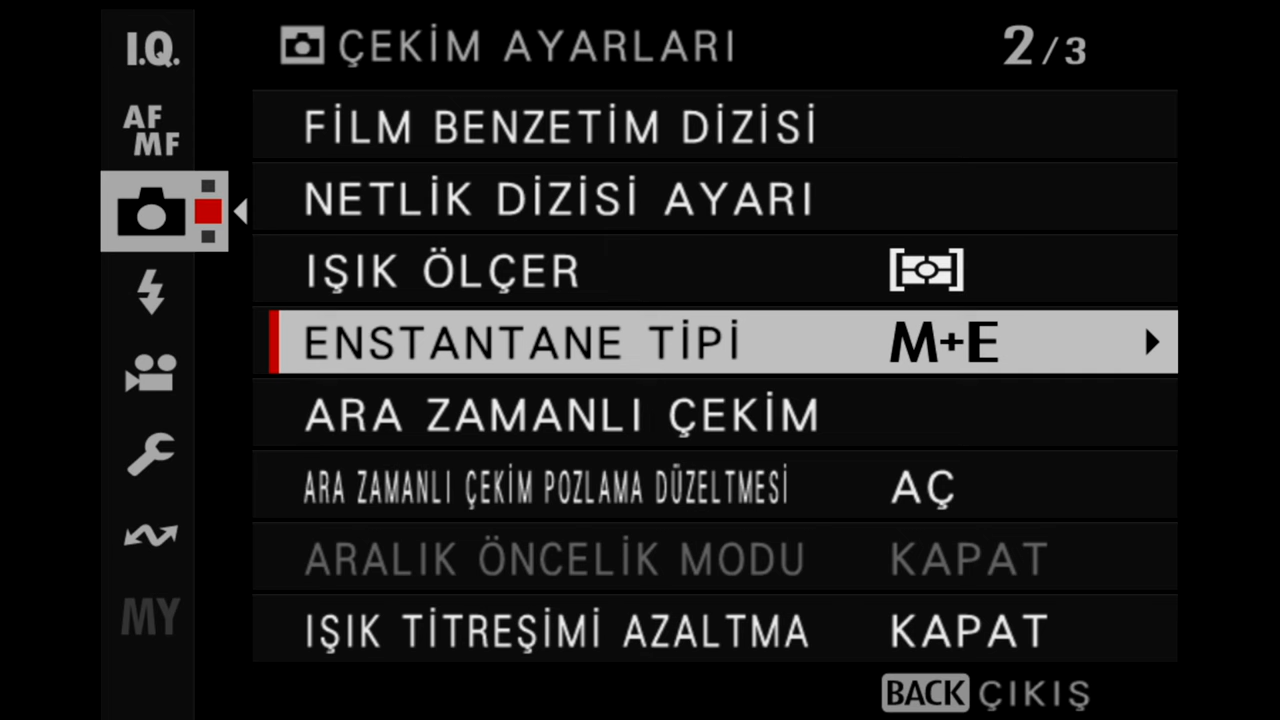 I.Q.
ÇEKİM AYARLARI 2/3
AF
MF
FİLM BENZETİM DİZİSİ
NETLİK DİZİSİ AYARI
IŞIK ÖLÇER
ENSTANTANE TİPİ M+E
ARA ZAMANLI ÇEKİM
ARA ZAMANLI ÇEKİM POZLAMA DÜZELTMESİ AÇ
ARALIK ÖNCELİK MODU KAPAT
MY
IŞIK TİTREŞİMİ AZALTMA KAPAT
BACK ÇIKIŞ